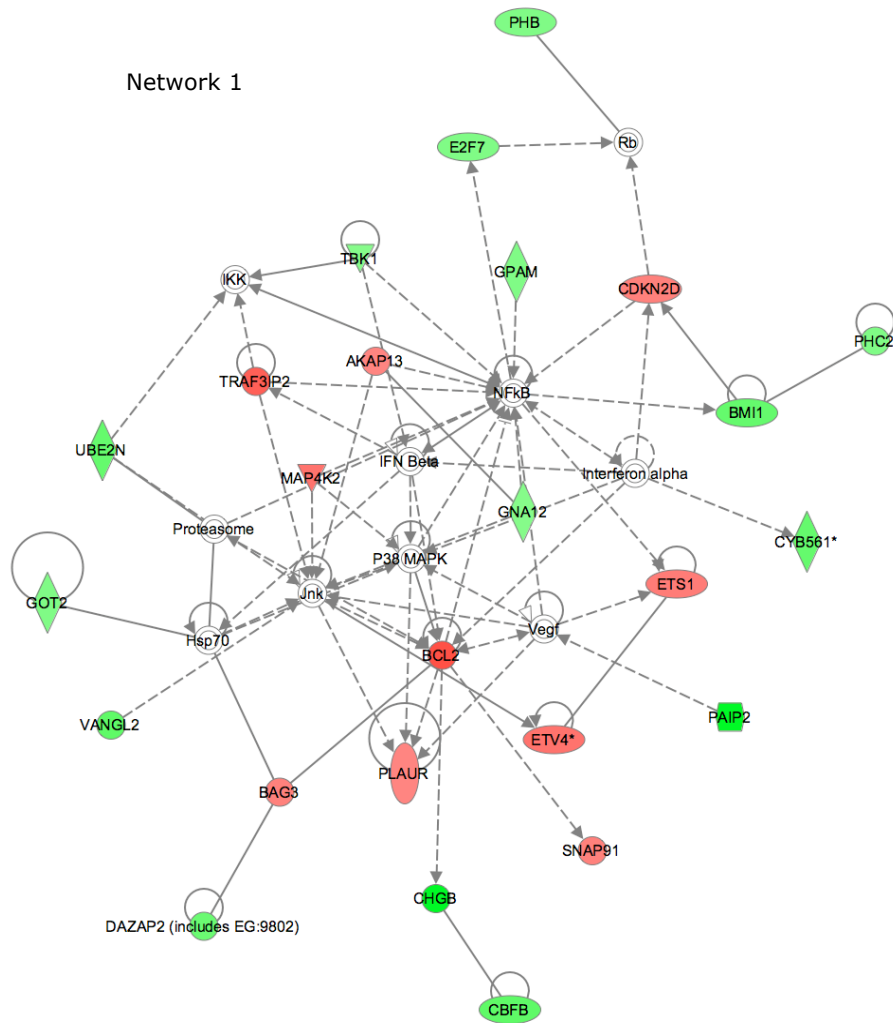 PHB
Network 1
Rb
E2F7
TBK1
GPAM
IKK
CDKN2D
PHC2
AKAP13
TRAF3IP2
NFkB
BMI1
UBE2N
IFN Beta
MAP4K2
Interferon alpha
GNA12
Proteasome
CYB561*
P38 MAPK
ETS1
Jnk
GOT2
Vegf
Hsp70
BCL2
PAIP2
VANGL2
ETV4*
PLAUR
BAG3
SNAP91
CHGB
DAZAP2 (includes EG:9802)
CBFB